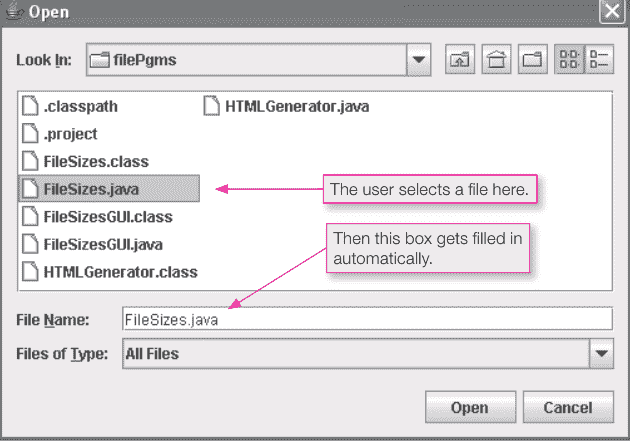 Open
Look In: filePgms
.classpath HTMLGenerator.java
.project
FileSizes.class
FileSizes.java
The user selects a file here.
FileSizesGUI.class
FileSizesGUI.java
HTMLGenerator.class
Then this box gets filled in
automatically.
File Name: FileSizes.java
Files of Type: All Files
Open Cancel